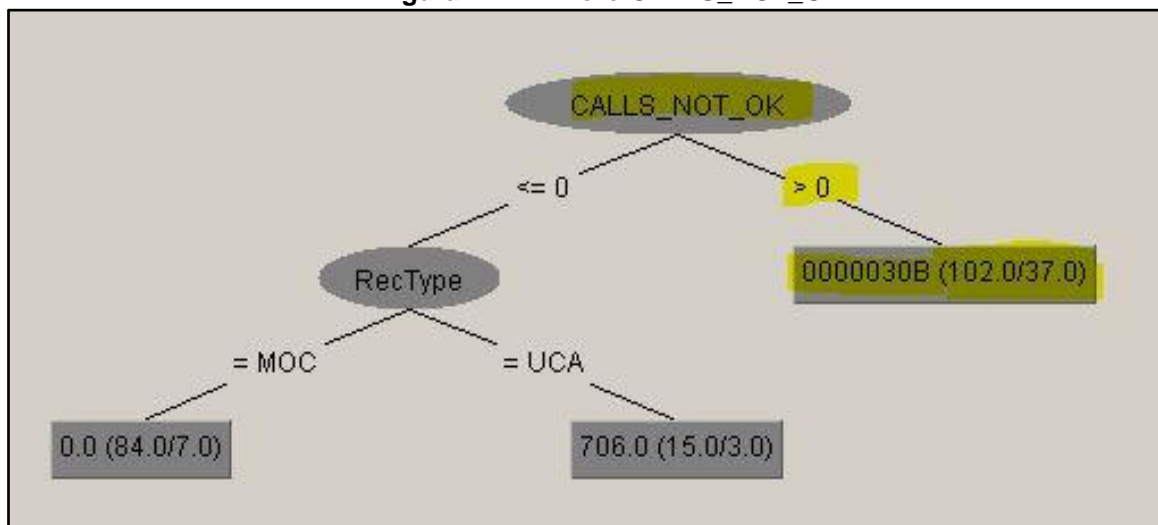 CALLS_NOT_OK
<= 0
> 0
RecType
0000030B (102.0/37.0)
= MOC
= UCA
0.0 (84.0/7.0)
706.0 (15.0/3.0)